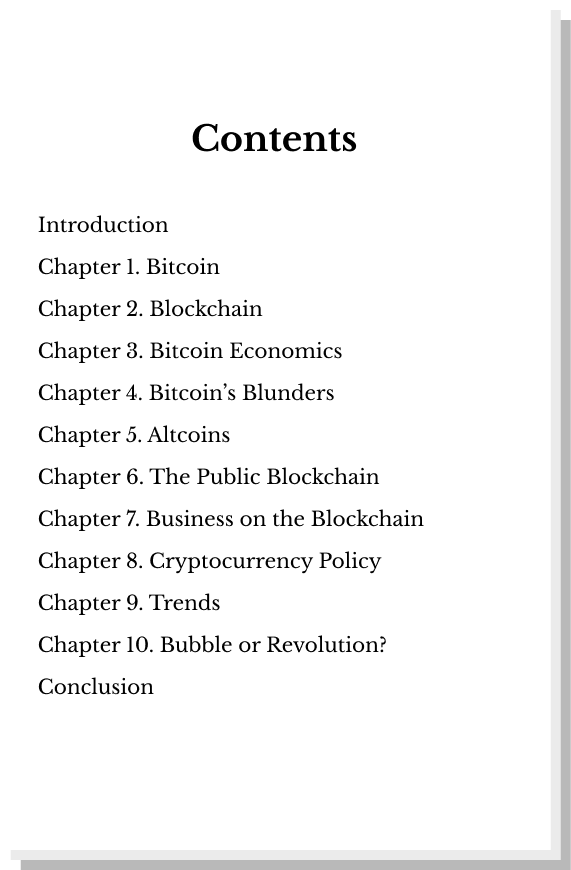 Contents
Introduction
Chapter 1. Bitcoin
Chapter 2. Blockchain
Chapter 3. Bitcoin Economics
Chapter 4. Bitcoin’s Blunders
Chapter 5. Altcoins
Chapter 6. The Public Blockchain
Chapter 7. Business on the Blockchain
Chapter 8. Cryptocurrency Policy
Chapter 9. Trends
Chapter 10. Bubble or Revolution?
Conclusion